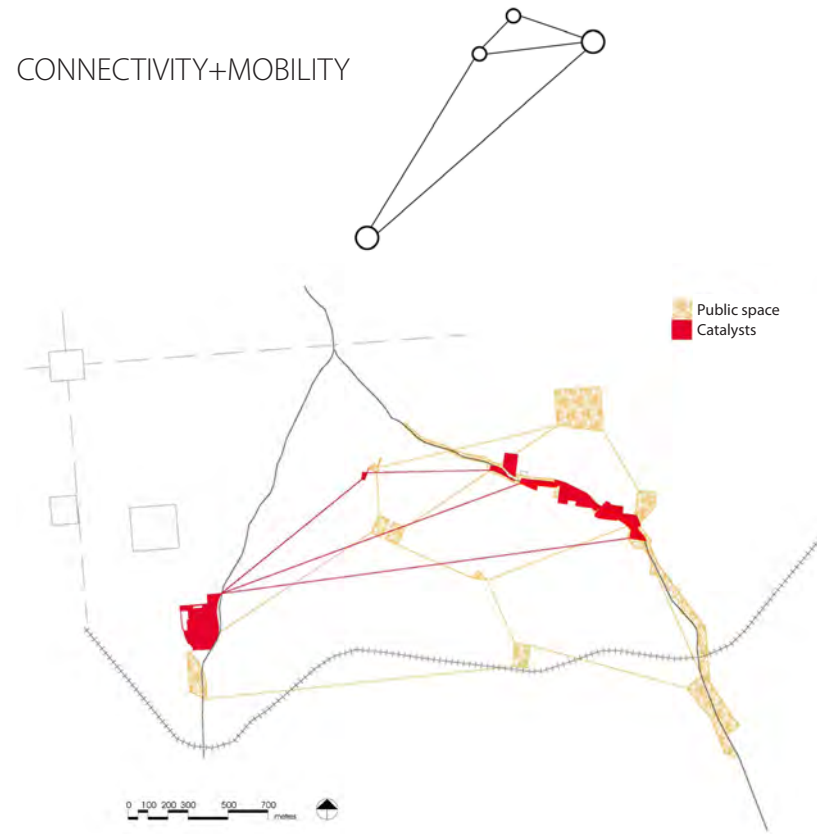 CONNECTIVITY+MOBILITY
Public space
Catalysts
0 100 200 300 500 700
metres